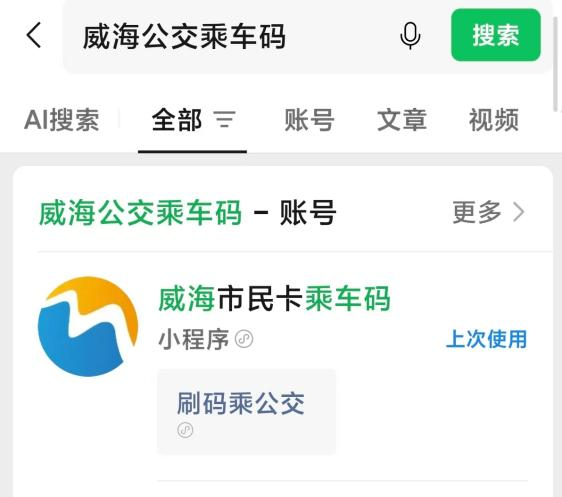 威海公交乘车码 搜索
AI搜索 全部 账号 文章 视频
威海公交乘车码 - 账号 更多
威海市民卡乘车码
小程序 上次使用
刷码乘公交